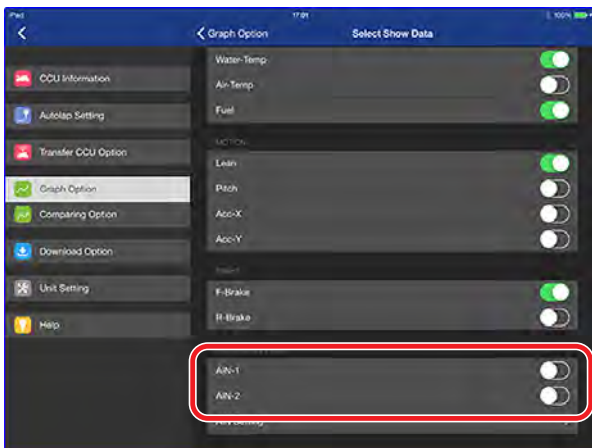 iPad 17:01 100%
Graph Option Select Show Data
CCU Information
Autolap Setting
Transfer CCU Option
Graph Option
Comparing Option
Download Option
Unit Setting
Help
Water-Temp
Air-Temp
Fuel
MOTION
Lean
Pitch
Acc-X
Acc-Y
F-Brake
R-Brake
AIN-1
AIN-2
AIN Setting